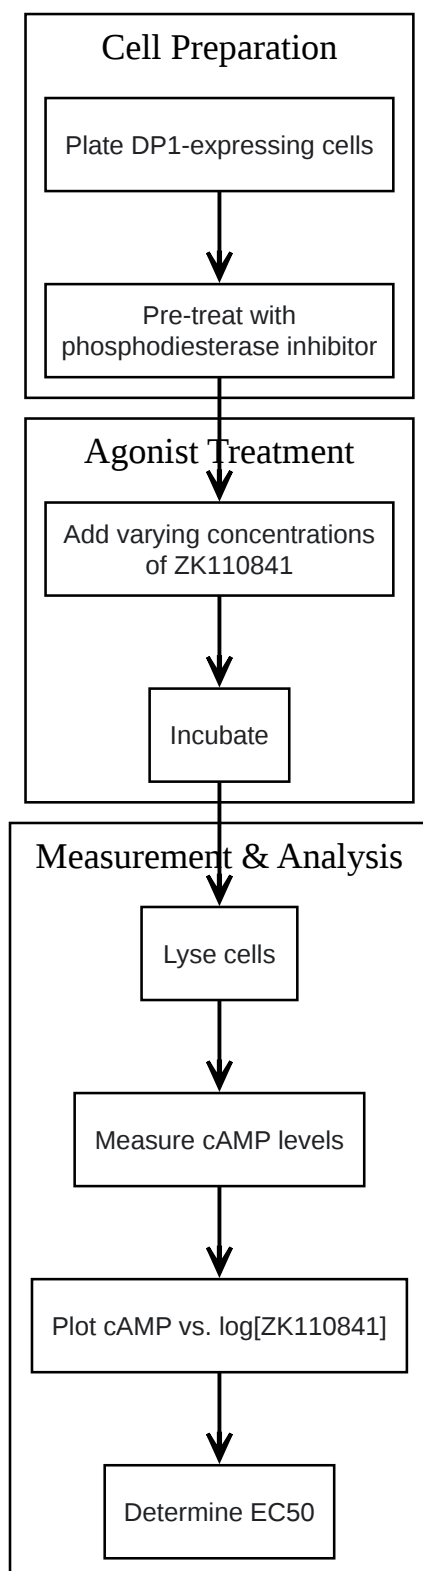 Cell Preparation
Plate DP1-expressing cells
Pre-treat with
phosphodiesterase inhibitor
Agonist Treatment
Add varying concentrations
of ZK110841
Incubate
Measurement & Analysis
Lyse cells
Measure cAMP levels
Plot cAMP vs. log[ZK110841]
Determine EC50